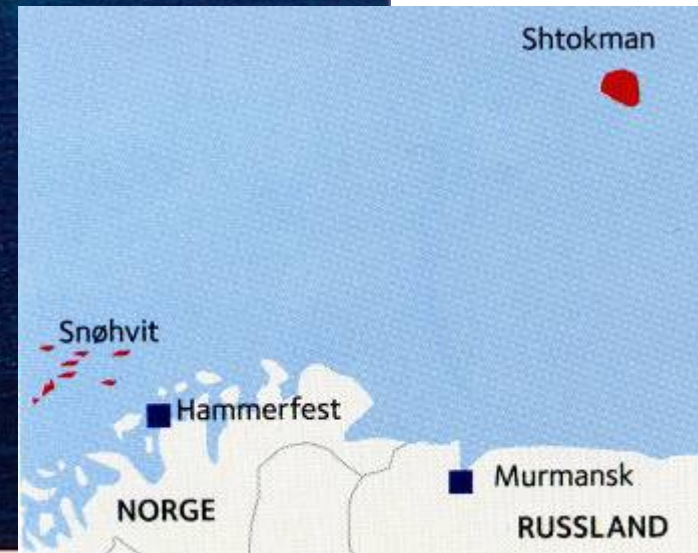 Shtokman
Snøhvit
Hammerfest
Murmansk
NORGE
RUSSLAND